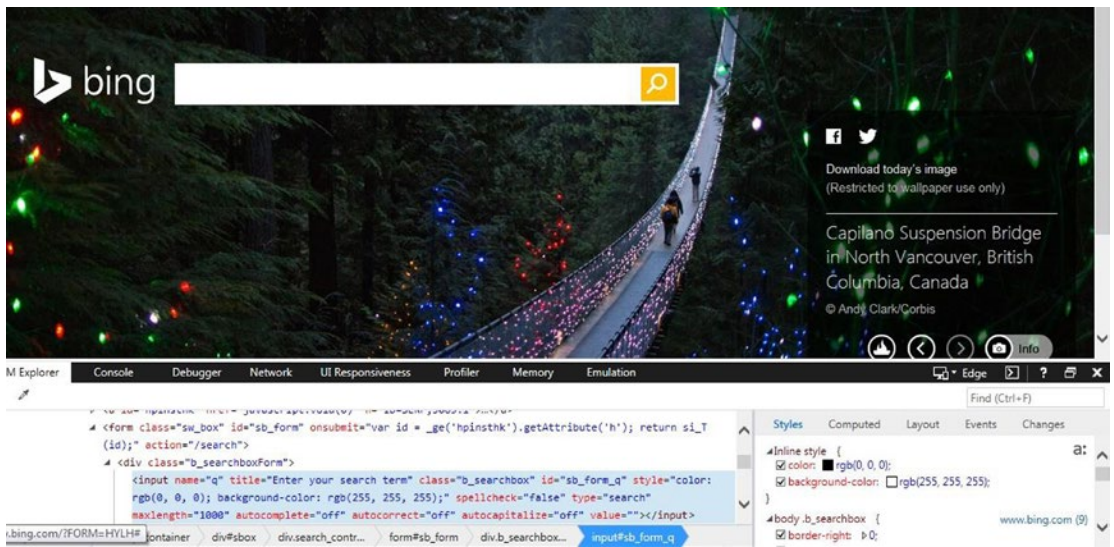 bing
Download today's image
(Restricted to wallpaper use only)
Capilano Suspension Bridge
in North Vancouver, British
Columbia, Canada
© Andy Clark/Corbis
Info
M Explorer Console Debugger Network UI Responsiveness Profiler Memory Emulation Edge ?
Find (Ctrl+F)
<form class="sw_box" id="sb_form" onsubmit="var id = _ge('hpinsthk').getAttribute('h'); return si_T
(id);" action="/search">
<div class="b_searchboxForm">
<input name="q" title="Enter your search term" class="b_searchbox" id="sb_form_q" style="color:
rgb(0, 0, 0); background-color: rgb(255, 255, 255);" spellcheck="false" type="search"
maxlength="1000" autocomplete="off" autocorrect="off" autocapitalize="off" value=""></input>
.bing.com/?FORM=HYLH# ontainer div#sbox div.search_contr... form#sb_form div.b_searchbox... input#sb_form_q
Styles Computed Layout Events Changes
Inline style { a:
color: rgb(0, 0, 0);
background-color: rgb(255, 255, 255);
}
body .b_searchbox { www.bing.com (9)
border-right: 0;